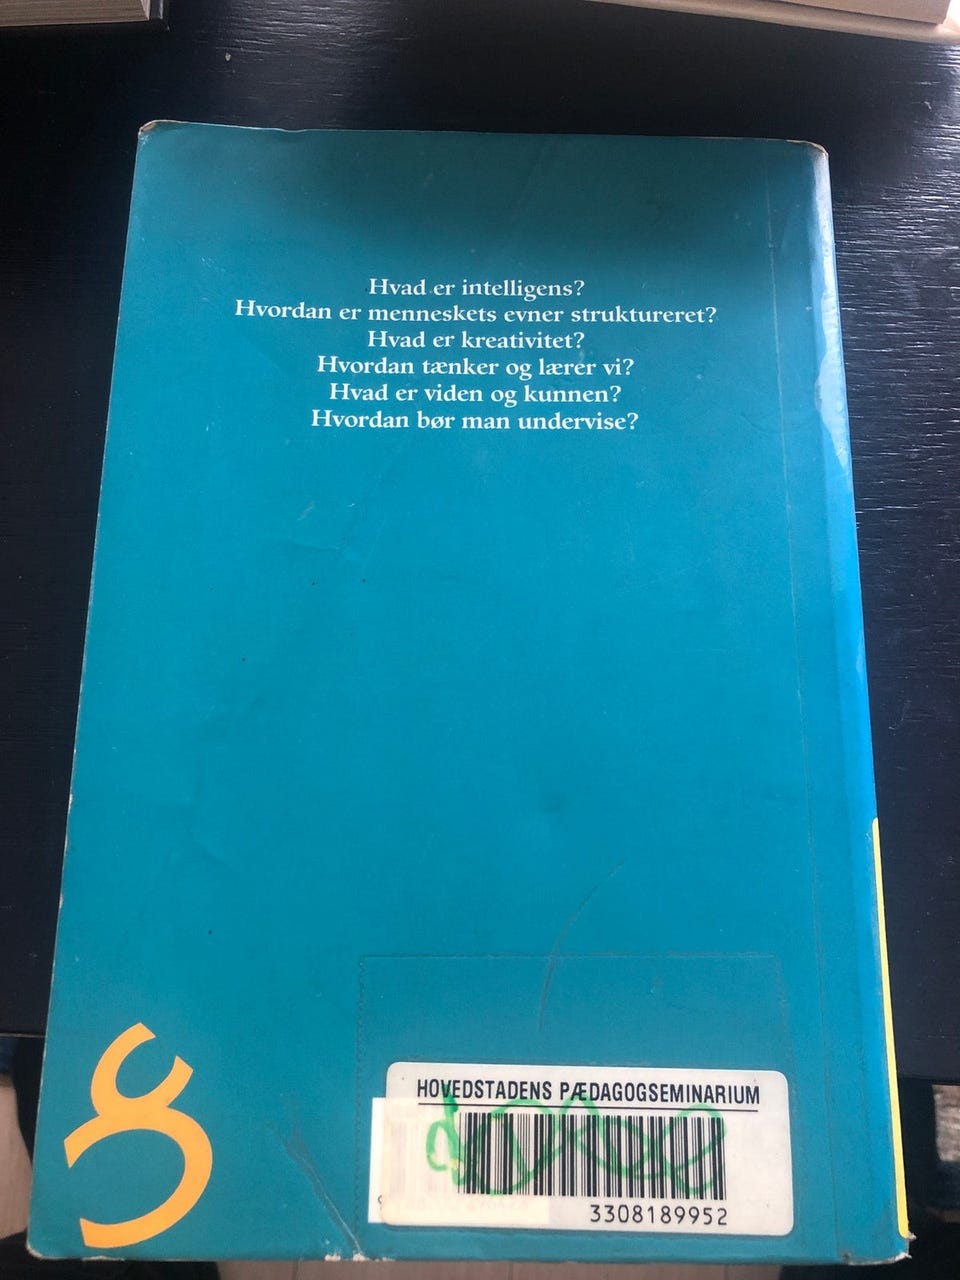 Hvad er intelligens?
Hvordan er menneskets evner struktureret?
Hvad er kreativitet?
Hvordan tænker og lærer vi?
Hvad er viden og kunnen?
Hvordan bør man undervise?
HOVEDSTADENS PÆDAGOGSEMINARIUM
3308189952